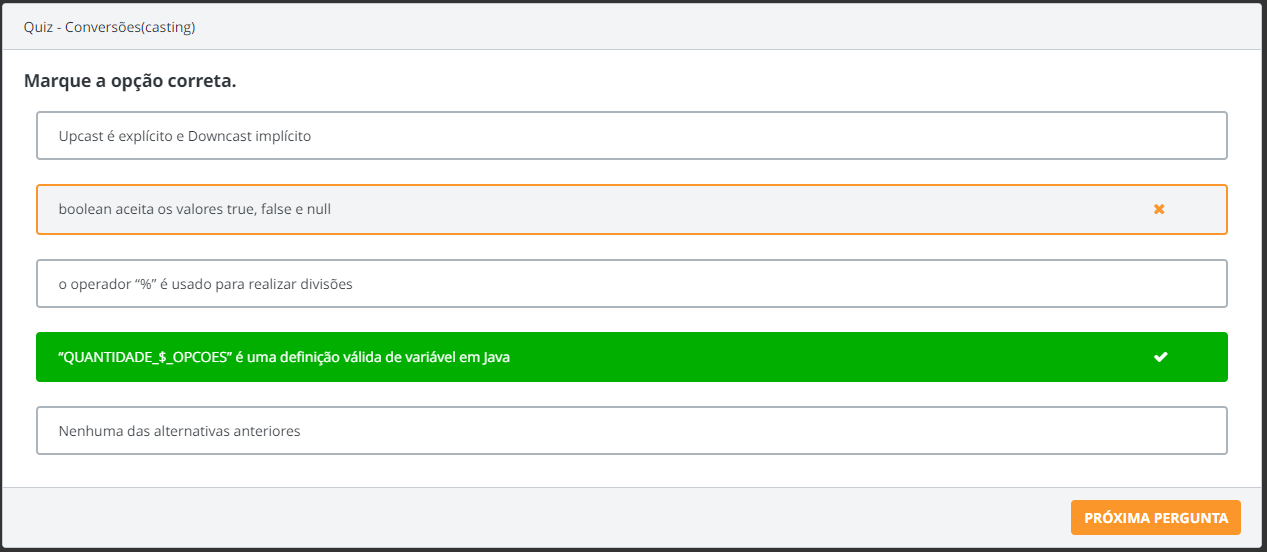 Quiz - Conversões(casting)
Marque a opção correta.
Upcast é explícito e Downcast implícito
boolean aceita os valores true, false e null
o operador “%” é usado para realizar divisões
“QUANTIDADE_$_OPCOES” é uma definição válida de variável em Java
Nenhuma das alternativas anteriores
PRÓXIMA PERGUNTA